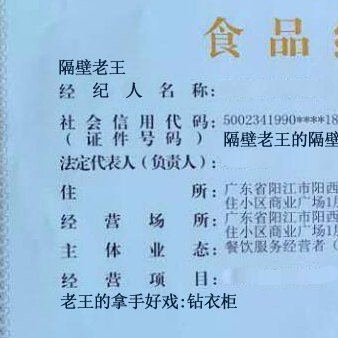 食品经
隔壁老王
经纪人名称:
社会信用代码:5002341990****18
(证件号码) 隔壁老王的隔壁
法定代表人(负责人):
住所:广东省阳江市阳西
住小区商业广场1层
经营场所:广东省阳江市阳西
住小区商业广场1层
主体业态:餐饮服务经营者(
经营项目:
老王的拿手好戏:钻衣柜